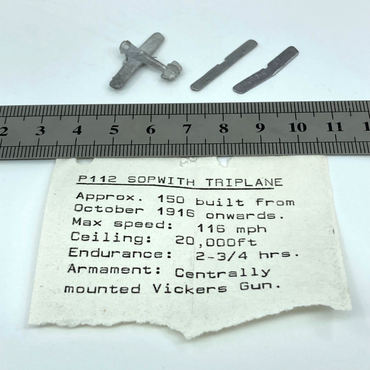 2 3 4 5 6 7 8 9 10 11
P112 SOPWITH TRIPLANE
Approx. 150 built from
October 1916 onwards.
Max speed: 116 mph
Ceiling: 20,000ft
Endurance: 2-3/4 hrs.
Armament: Centrally
mounted Vickers Gun.